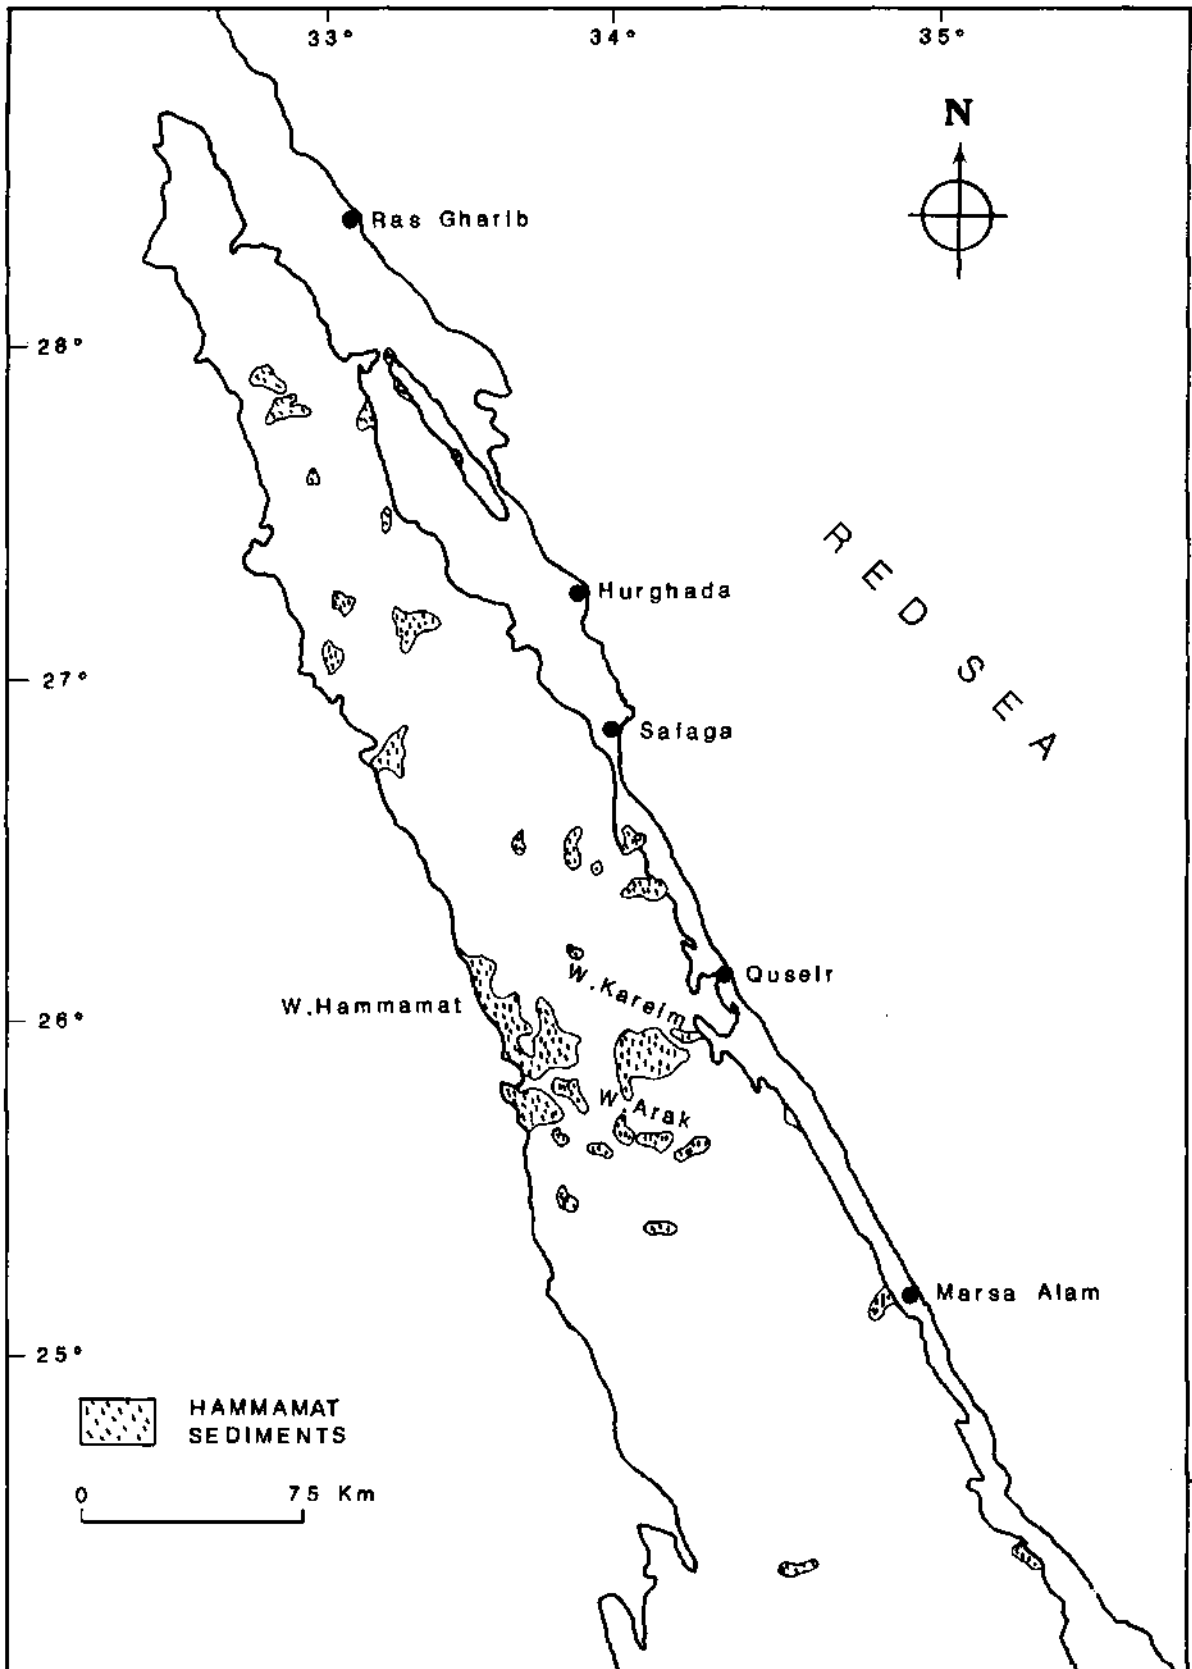 33°
34°
35°
N
Ras Gharib
28°
RED SEA
Hurghada
27°
Safaga
Quseir
W.Kareim
W.Hammamat
26°
W.Arak
Marsa Alam
25°
HAMMAMAT
SEDIMENTS
0
75 Km